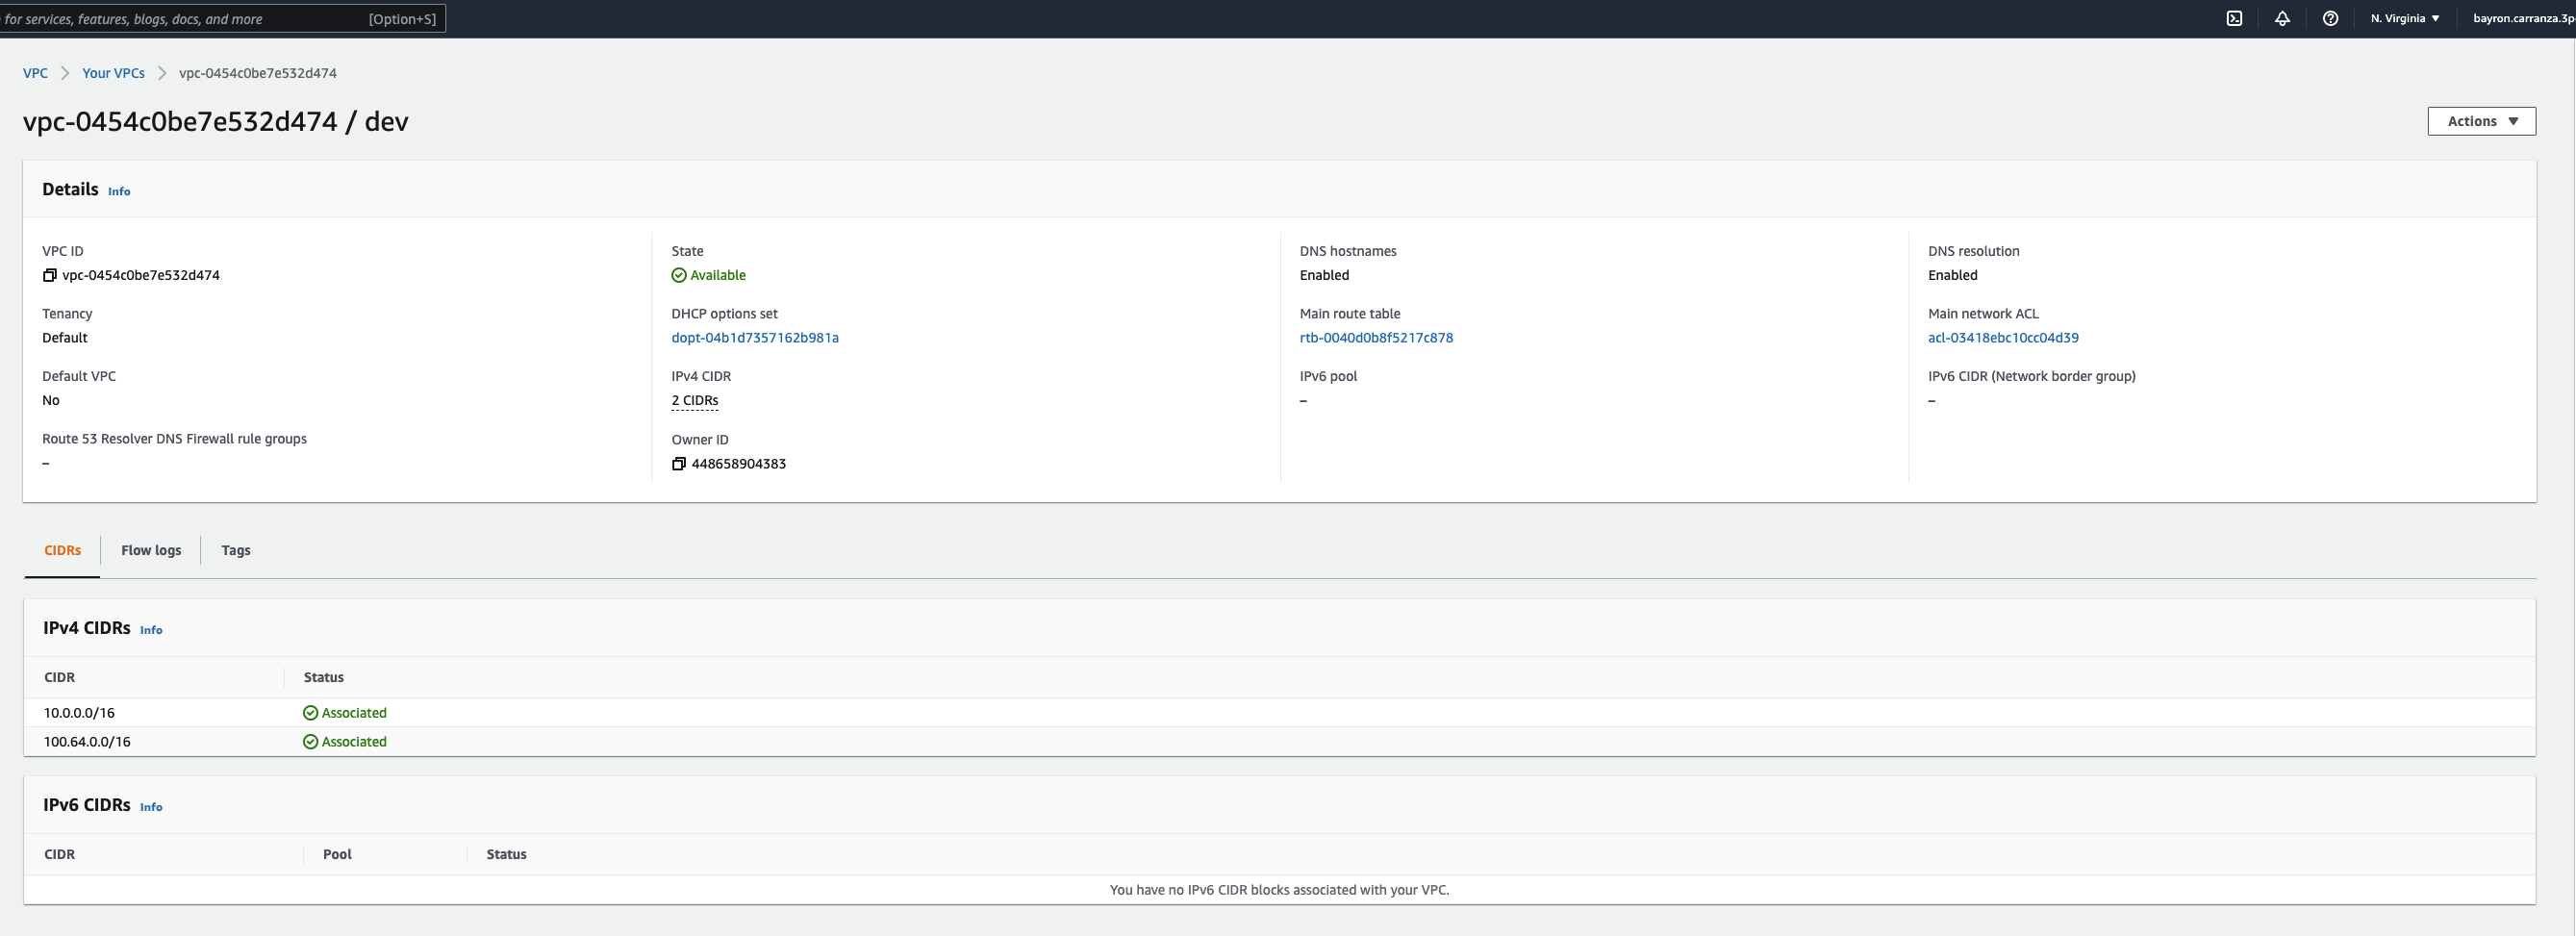 for services, features, blogs, docs, and more [Option+S] N. Virginia bayron.carranza.3p
VPC Your VPCs vpc-0454c0be7e532d474
vpc-0454c0be7e532d474 / dev
Actions
Details Info
VPC ID
vpc-0454c0be7e532d474
State
Available
DNS hostnames
Enabled
DNS resolution
Enabled
Tenancy
Default
DHCP options set
dopt-04b1d7357162b981a
Main route table
rtb-0040d0b8f5217c878
Main network ACL
acl-03418ebc10cc04d39
Default VPC
No
IPv4 CIDR
2 CIDRs
IPv6 pool
–
IPv6 CIDR (Network border group)
–
Route 53 Resolver DNS Firewall rule groups
–
Owner ID
448658904383
CIDRs Flow logs Tags
IPv4 CIDRs Info
CIDR Status
10.0.0.0/16 Associated
100.64.0.0/16 Associated
IPv6 CIDRs Info
CIDR Pool Status
You have no IPv6 CIDR blocks associated with your VPC.